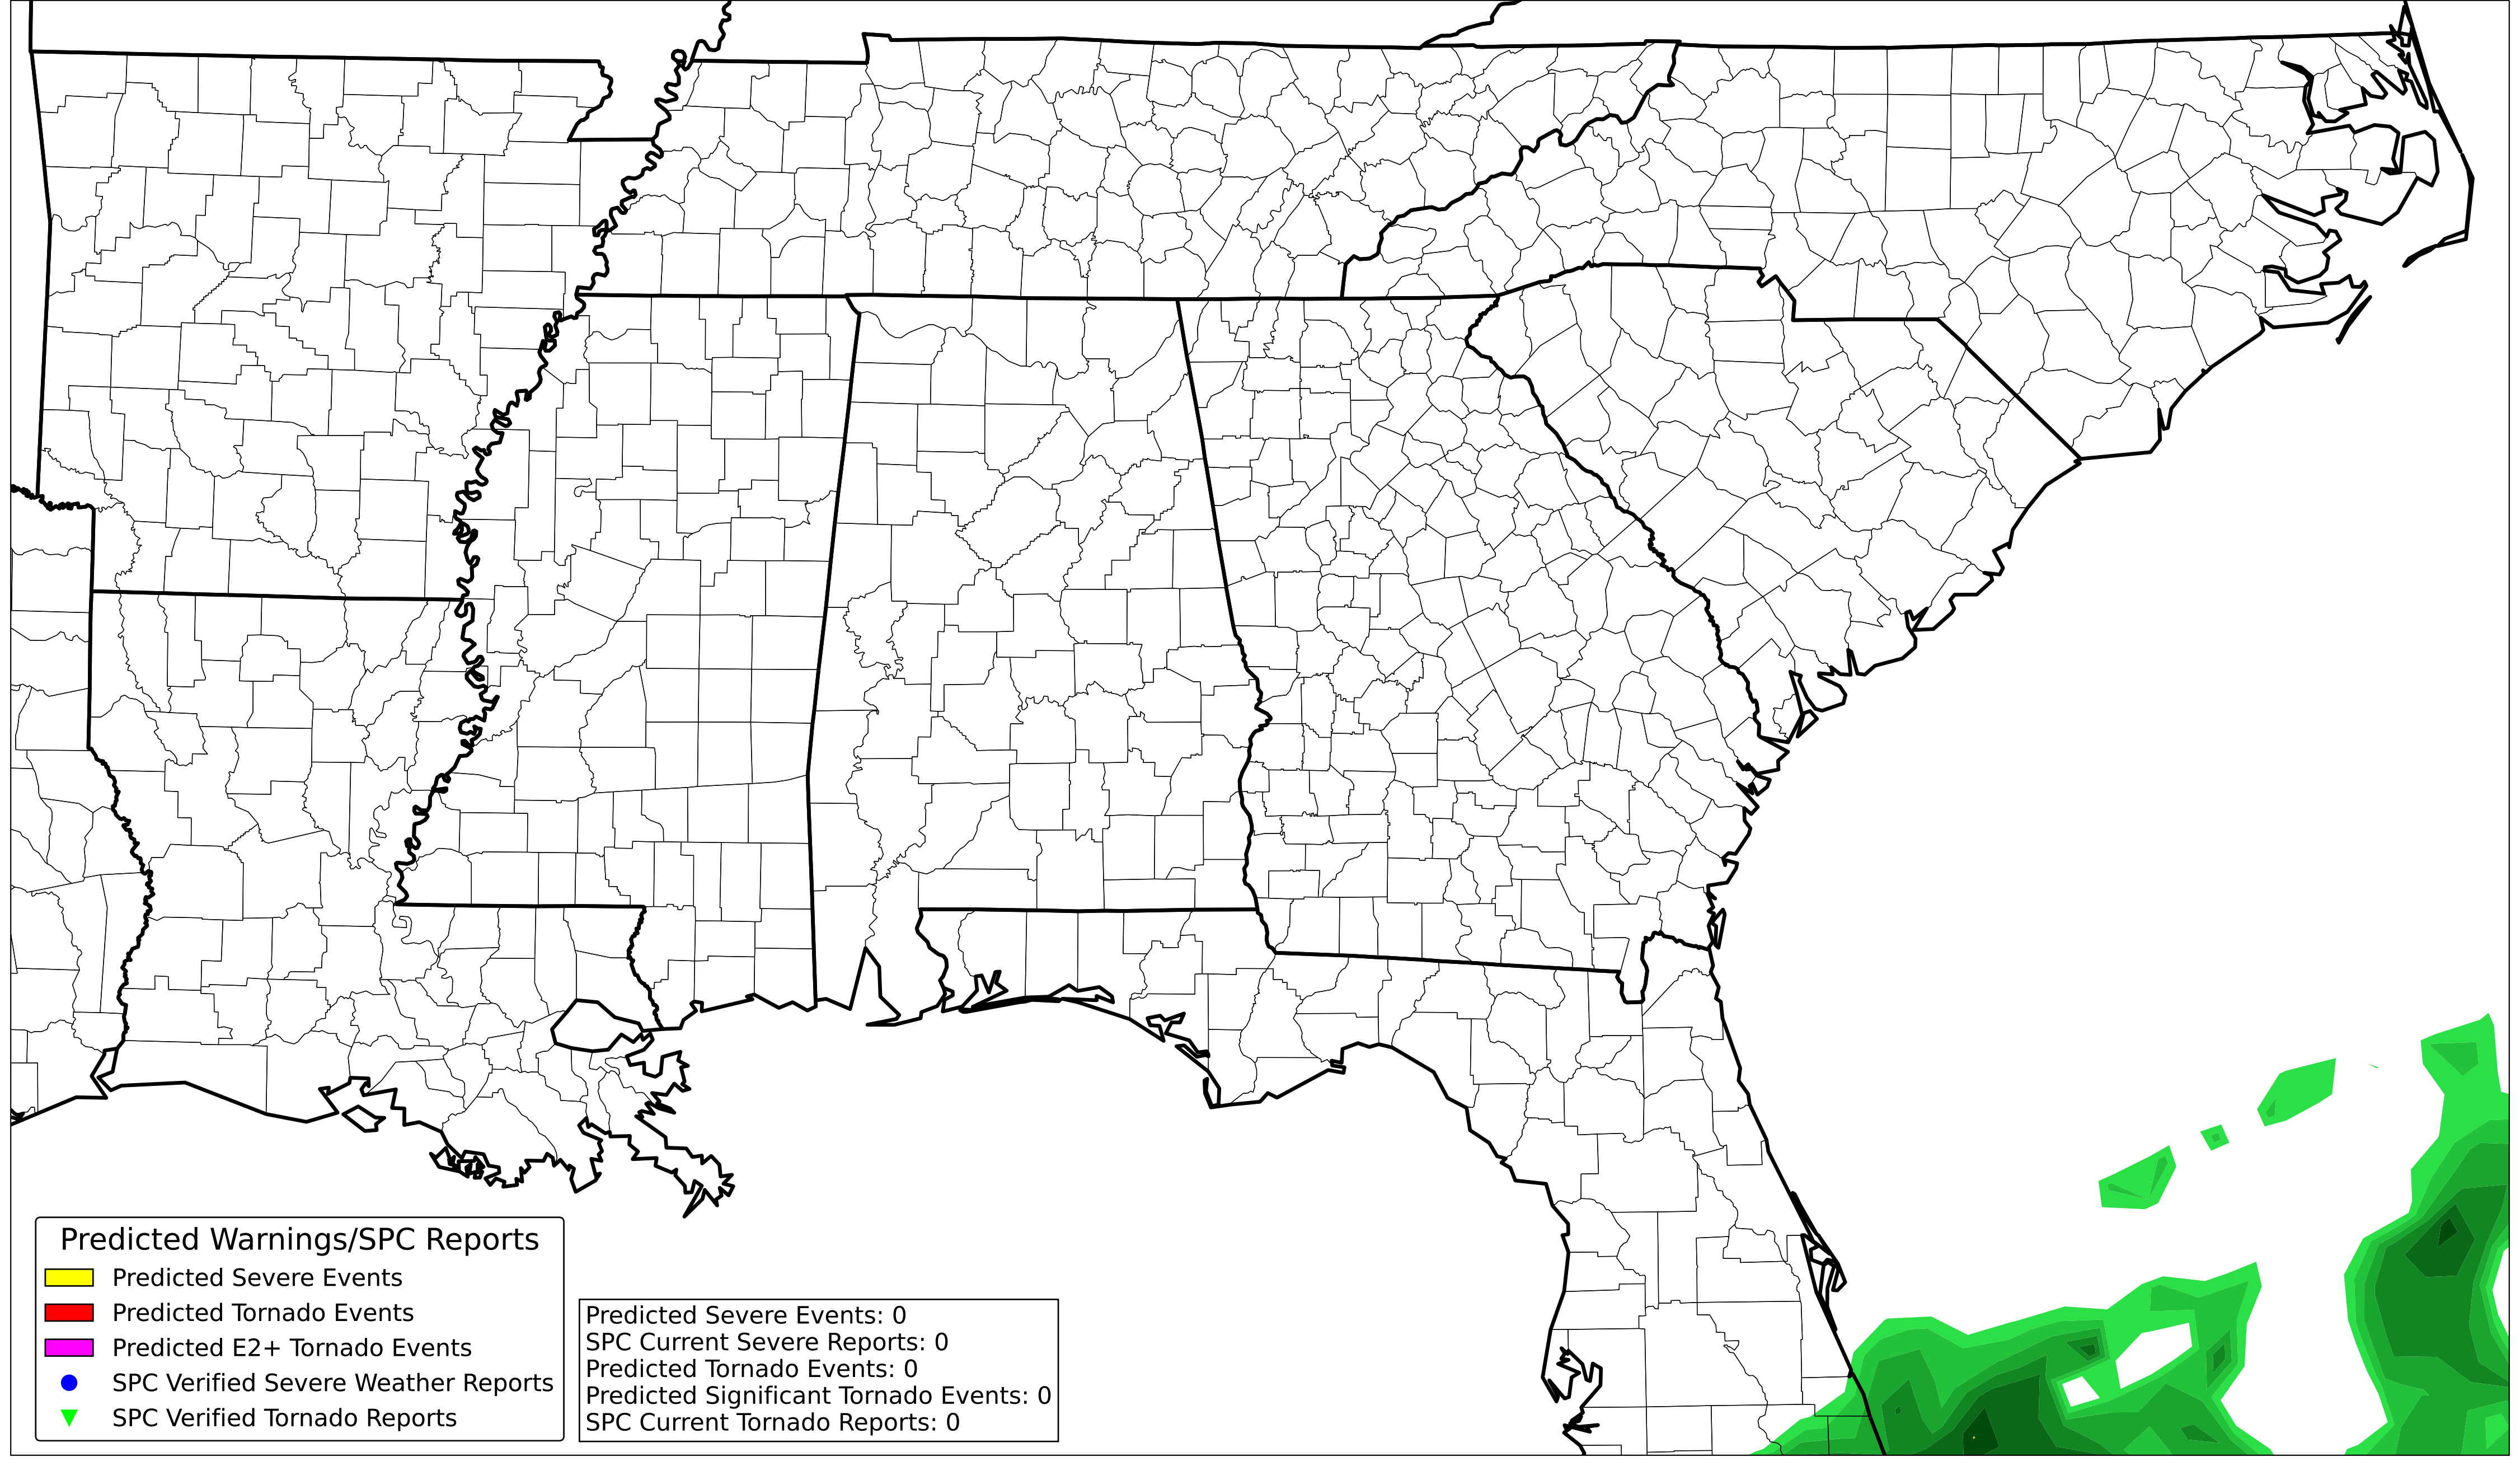 Predicted Warnings/SPC Reports
Predicted Severe Events
Predicted Tornado Events
Predicted E2+ Tornado Events
SPC Verified Severe Weather Reports
SPC Verified Tornado Reports
Predicted Severe Events: 0
SPC Current Severe Reports: 0
Predicted Tornado Events: 0
Predicted Significant Tornado Events: 0
SPC Current Tornado Reports: 0